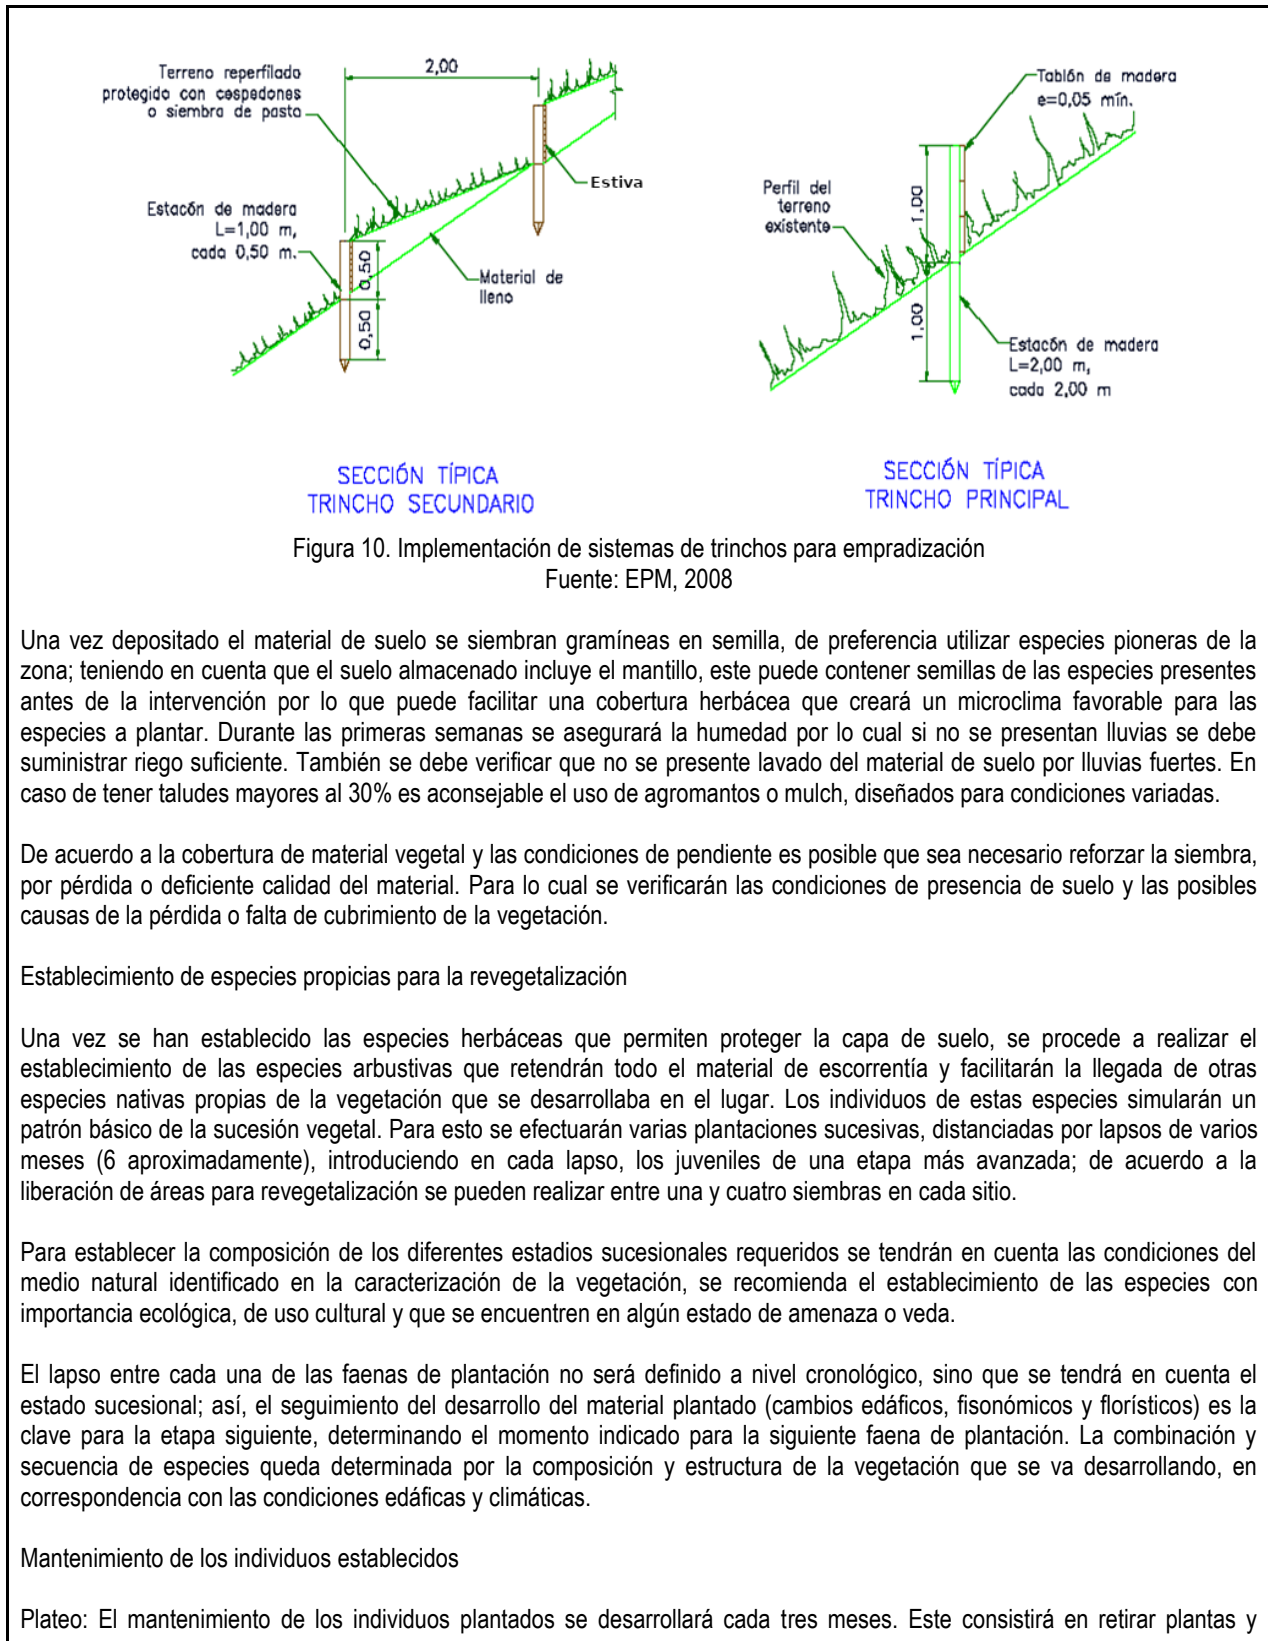 Terreno reperfilado
protegido con cespedones
o siembra de pasto
2,00
Estiva
Estacón de madera
L=1,00 m,
cada 0,50 m.
0,50
0,50
Material de
lleno
SECCIÓN TÍPICA
TRINCHO SECUNDARIO
Tablón de madera
e=0,05 mín.
Perfil del
terreno
existente
1,00
1,00
Estacón de madera
L=2,00 m,
cada 2,00 m
SECCIÓN TÍPICA
TRINCHO PRINCIPAL
Figura 10. Implementación de sistemas de trinchos para empradización
Fuente: EPM, 2008
Una vez depositado el material de suelo se siembran gramíneas en semilla, de preferencia utilizar especies pioneras de la
zona; teniendo en cuenta que el suelo almacenado incluye el mantillo, este puede contener semillas de las especies presentes
antes de la intervención por lo que puede facilitar una cobertura herbácea que creará un microclima favorable para las
especies a plantar. Durante las primeras semanas se asegurará la humedad por lo cual si no se presentan lluvias se debe
suministrar riego suficiente. También se debe verificar que no se presente lavado del material de suelo por lluvias fuertes. En
caso de tener taludes mayores al 30% es aconsejable el uso de agromantos o mulch, diseñados para condiciones variadas.
De acuerdo a la cobertura de material vegetal y las condiciones de pendiente es posible que sea necesario reforzar la siembra,
por pérdida o deficiente calidad del material. Para lo cual se verificarán las condiciones de presencia de suelo y las posibles
causas de la pérdida o falta de cubrimiento de la vegetación.
Establecimiento de especies propicias para la revegetalización
Una vez se han establecido las especies herbáceas que permiten proteger la capa de suelo, se procede a realizar el
establecimiento de las especies arbustivas que retendrán todo el material de escorrentía y facilitarán la llegada de otras
especies nativas propias de la vegetación que se desarrollaba en el lugar. Los individuos de estas especies simularán un
patrón básico de la sucesión vegetal. Para esto se efectuarán varias plantaciones sucesivas, distanciadas por lapsos de varios
meses (6 aproximadamente), introduciendo en cada lapso, los juveniles de una etapa más avanzada; de acuerdo a la
liberación de áreas para revegetalización se pueden realizar entre una y cuatro siembras en cada sitio.
Para establecer la composición de los diferentes estadios sucesionales requeridos se tendrán en cuenta las condiciones del
medio natural identificado en la caracterización de la vegetación, se recomienda el establecimiento de las especies con
importancia ecológica, de uso cultural y que se encuentren en algún estado de amenaza o veda.
El lapso entre cada una de las faenas de plantación no será definido a nivel cronológico, sino que se tendrá en cuenta el
estado sucesional; así, el seguimiento del desarrollo del material plantado (cambios edáficos, fisonómicos y florísticos) es la
clave para la etapa siguiente, determinando el momento indicado para la siguiente faena de plantación. La combinación y
secuencia de especies queda determinada por la composición y estructura de la vegetación que se va desarrollando, en
correspondencia con las condiciones edáficas y climáticas.
Mantenimiento de los individuos establecidos
Plateo: El mantenimiento de los individuos plantados se desarrollará cada tres meses. Este consistirá en retirar plantas y